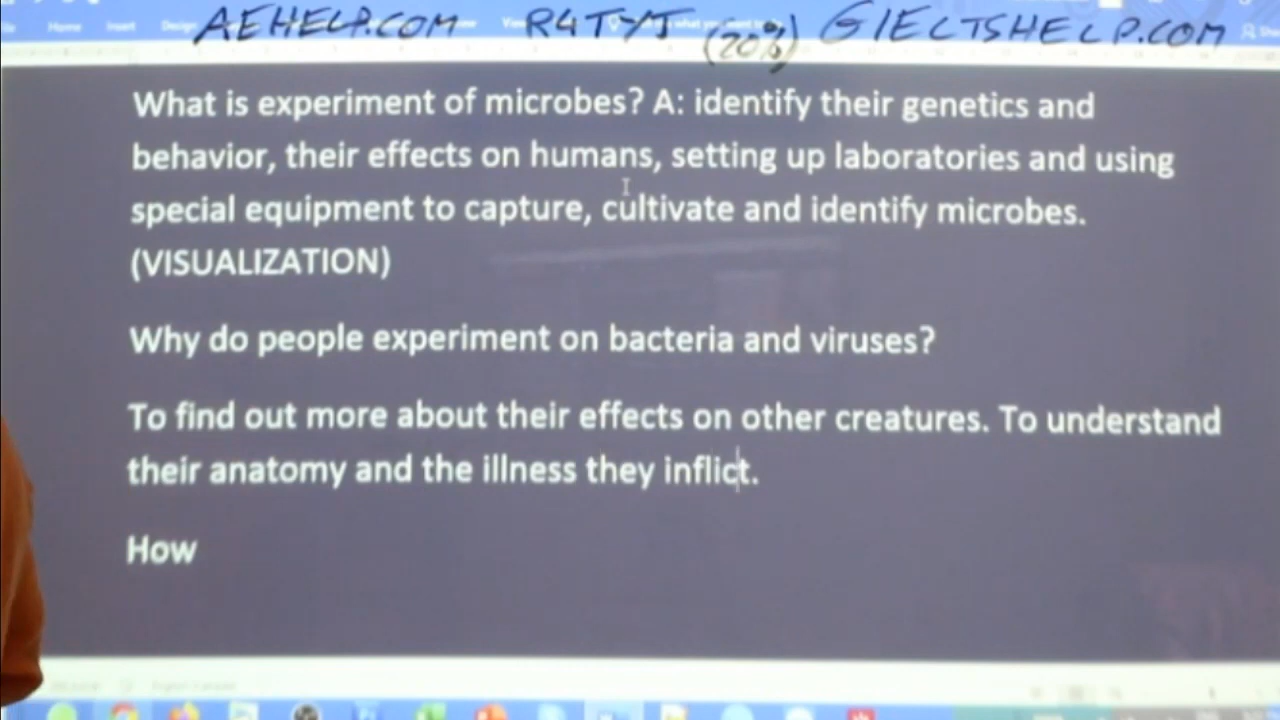 AEHELP.COM R4TYJ (20%) GIELTSHELP.COM
Home Insert Design
What is experiment of microbes? A: identify their genetics and
behavior, their effects on humans, setting up laboratories and using
special equipment to capture, cultivate and identify microbes.
(VISUALIZATION)
Why do people experiment on bacteria and viruses?
To find out more about their effects on other creatures. To understand
their anatomy and the illness they inflict.
How